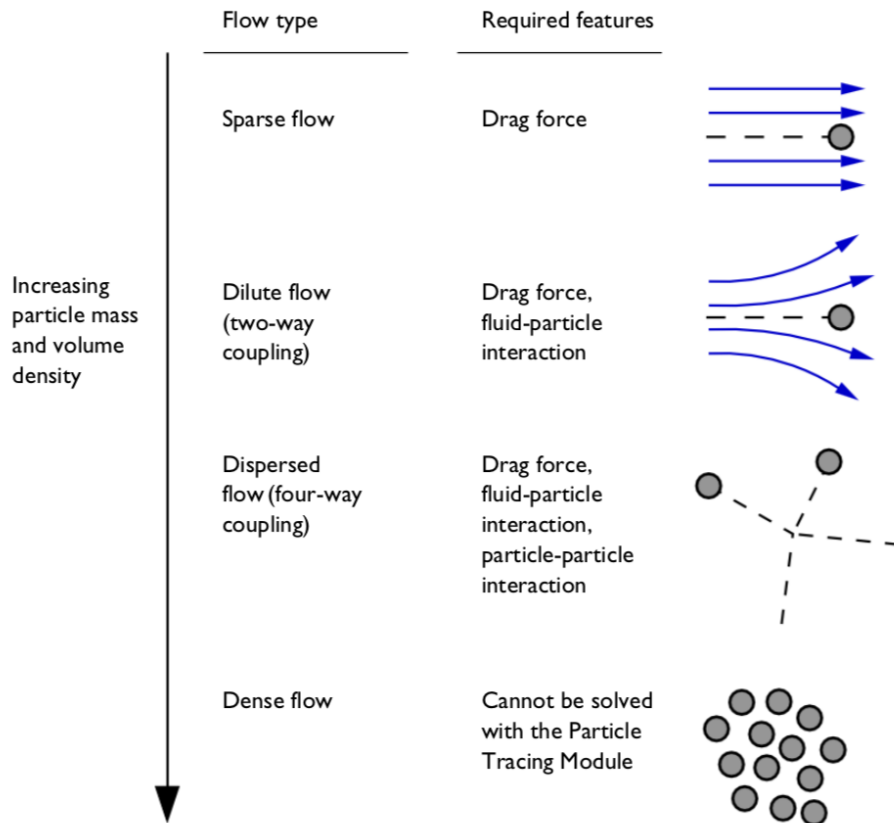 Flow type
Required features
Sparse flow
Drag force
Increasing
particle mass
and volume
density
Dilute flow
(two-way
coupling)
Drag force,
fluid-particle
interaction
Dispersed
flow (four-way
coupling)
Drag force,
fluid-particle
interaction,
particle-particle
interaction
Dense flow
Cannot be solved
with the Particle
Tracing Module